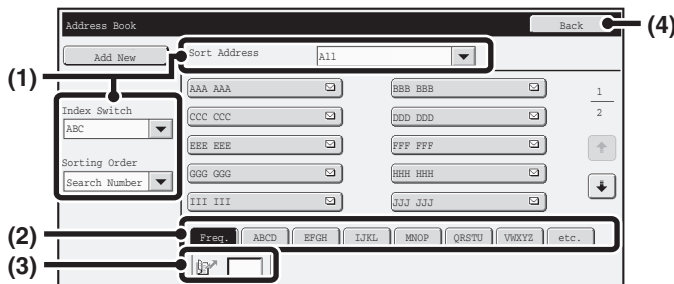 Address Book Back (4)
Add New Sort Address All
(1)
AAA AAA BBB BBB 1
Index Switch CCC CCC DDD DDD 2
ABC
EEE EEE FFF FFF
Sorting Order GGG GGG HHH HHH
Search Number
III III JJJ JJJ
(2) Freq. ABCD EFGH IJKL MNOP QRSTU VWXYZ etc.
(3)